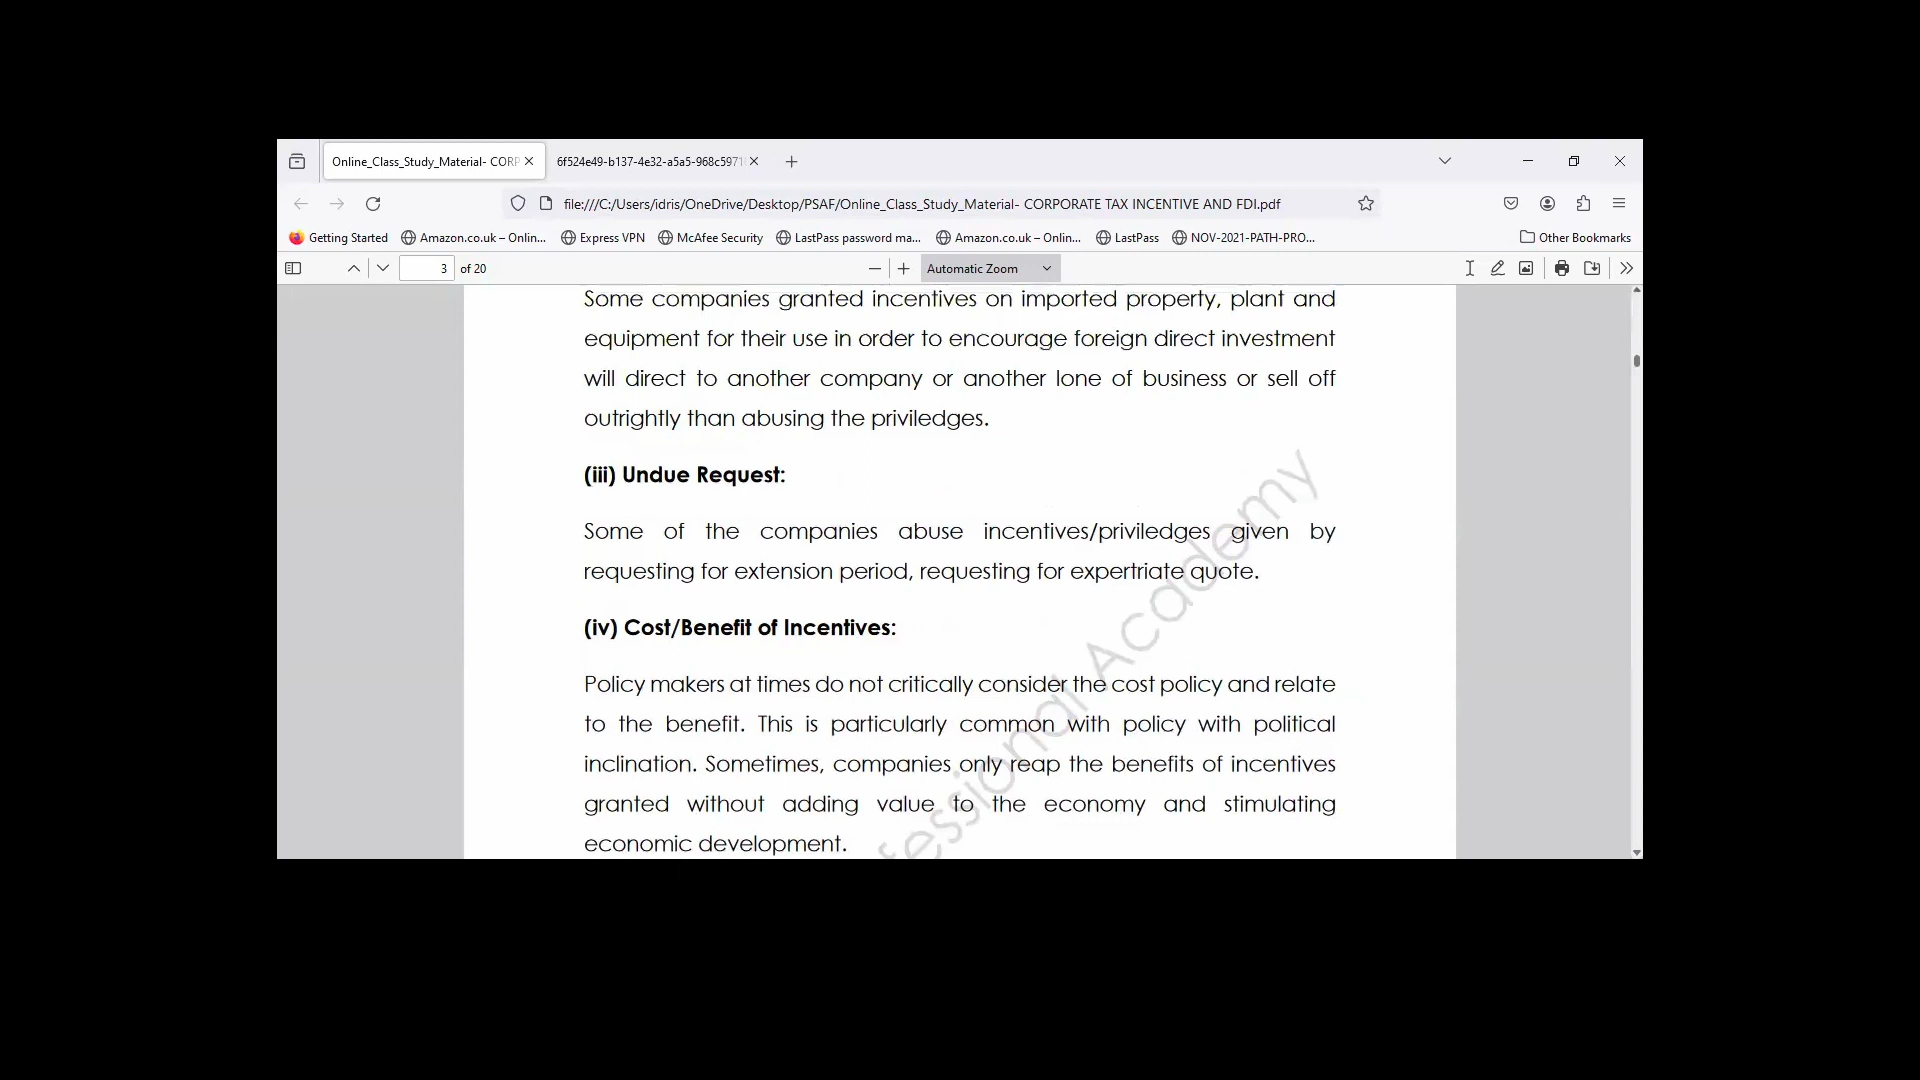 Online_Class_Study_Material- CORP
6f524e49-b137-4e32-a5a5-968c5971
file:///C:/Users/idris/OneDrive/Desktop/PSAF/Online_Class_Study_Material- CORPORATE TAX INCENTIVE AND FDI.pdf
Getting Started Amazon.co.uk – Onlin... Express VPN McAfee Security LastPass password ma... Amazon.co.uk – Onlin... LastPass NOV-2021-PATH-PRO... Other Bookmarks
3 of 20 Automatic Zoom
Some companies granted incentives on imported property, plant and
equipment for their use in order to encourage foreign direct investment
will direct to another company or another lone of business or sell off
outrightly than abusing the priviledges.
(iii) Undue Request:
Some of the companies abuse incentives/priviledges given by
requesting for extension period, requesting for expertriate quote.
(iv) Cost/Benefit of Incentives:
Policy makers at times do not critically consider the cost policy and relate
to the benefit. This is particularly common with policy with political
inclination. Sometimes, companies only reap the benefits of incentives
granted without adding value to the economy and stimulating
economic development.
fessional Academy